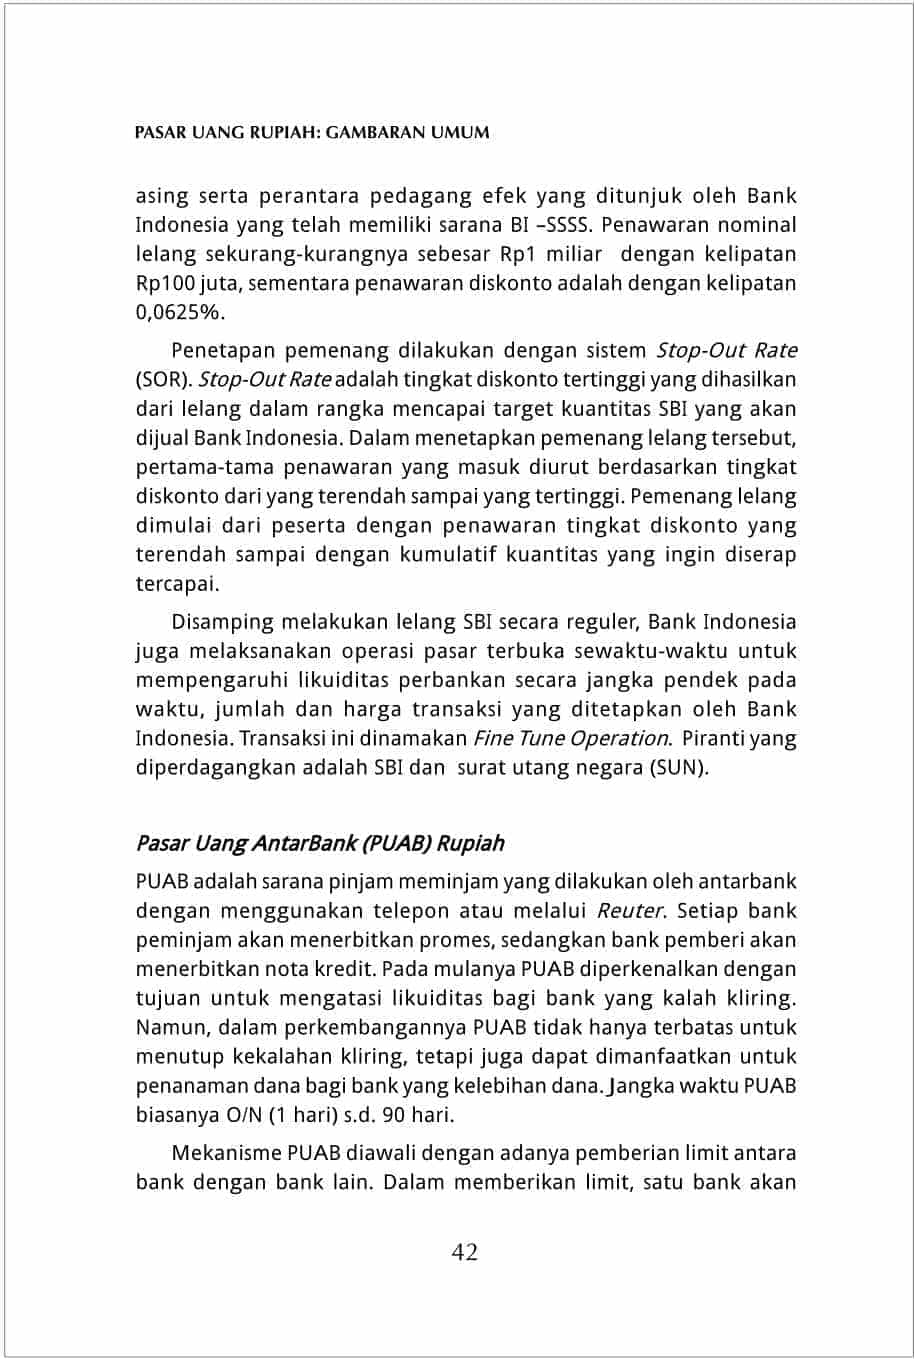 PASAR UANG RUPIAH: GAMBARAN UMUM
asing serta perantara pedagang efek yang ditunjuk oleh Bank
Indonesia yang telah memiliki sarana BI –SSSS. Penawaran nominal
lelang sekurang-kurangnya sebesar Rp1 miliar dengan kelipatan
Rp100 juta, sementara penawaran diskonto adalah dengan kelipatan
0,0625%.
Penetapan pemenang dilakukan dengan sistem Stop-Out Rate
(SOR). Stop-Out Rate adalah tingkat diskonto tertinggi yang dihasilkan
dari lelang dalam rangka mencapai target kuantitas SBI yang akan
dijual Bank Indonesia. Dalam menetapkan pemenang lelang tersebut,
pertama-tama penawaran yang masuk diurut berdasarkan tingkat
diskonto dari yang terendah sampai yang tertinggi. Pemenang lelang
dimulai dari peserta dengan penawaran tingkat diskonto yang
terendah sampai dengan kumulatif kuantitas yang ingin diserap
tercapai.
Disamping melakukan lelang SBI secara reguler, Bank Indonesia
juga melaksanakan operasi pasar terbuka sewaktu-waktu untuk
mempengaruhi likuiditas perbankan secara jangka pendek pada
waktu, jumlah dan harga transaksi yang ditetapkan oleh Bank
Indonesia. Transaksi ini dinamakan Fine Tune Operation. Piranti yang
diperdagangkan adalah SBI dan surat utang negara (SUN).
Pasar Uang AntarBank (PUAB) Rupiah
PUAB adalah sarana pinjam meminjam yang dilakukan oleh antarbank
dengan menggunakan telepon atau melalui Reuter. Setiap bank
peminjam akan menerbitkan promes, sedangkan bank pemberi akan
menerbitkan nota kredit. Pada mulanya PUAB diperkenalkan dengan
tujuan untuk mengatasi likuiditas bagi bank yang kalah kliring.
Namun, dalam perkembangannya PUAB tidak hanya terbatas untuk
menutup kekalahan kliring, tetapi juga dapat dimanfaatkan untuk
penanaman dana bagi bank yang kelebihan dana. Jangka waktu PUAB
biasanya O/N (1 hari) s.d. 90 hari.
Mekanisme PUAB diawali dengan adanya pemberian limit antara
bank dengan bank lain. Dalam memberikan limit, satu bank akan
42